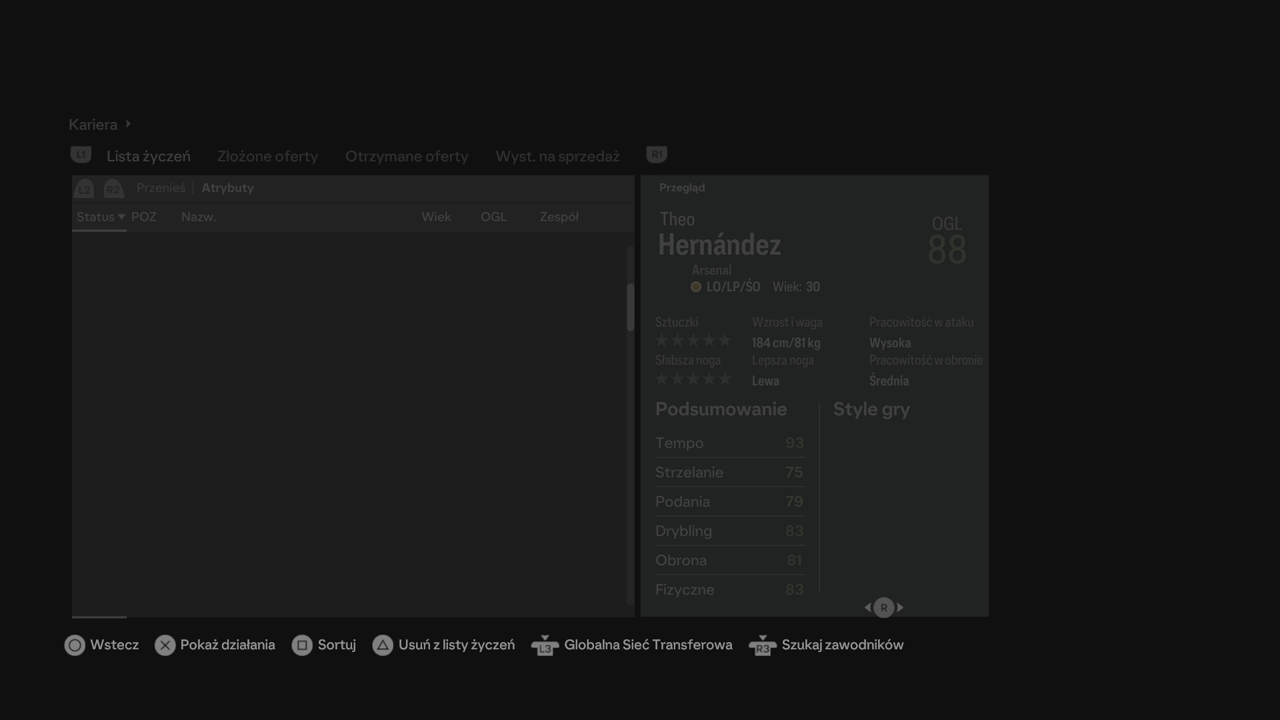 Kariera
L1 Lista życzeń Złożone oferty Otrzymane oferty Wyst. na sprzedaż R1
L2 R2 Przenieś | Atrybuty
Status POZ Nazw. Wiek OGL Zespół
Przegląd
Theo
Hernández
OGL
88
Arsenal
LO/LP/ŚO Wiek: 30
Sztuczki Wzrost i waga Pracowitość w ataku
★★★★★ 184 cm/81 kg Wysoka
Słabsza noga Lepsza noga Pracowitość w obronie
★★★★★ Lewa Średnia
Podsumowanie Style gry
Tempo 93
Strzelanie 75
Podania 79
Drybling 83
Obrona 81
Fizyczne 83
R
Wstecz Pokaż działania Sortuj Usuń z listy życzeń L3 Globalna Sieć Transferowa R3 Szukaj zawodników